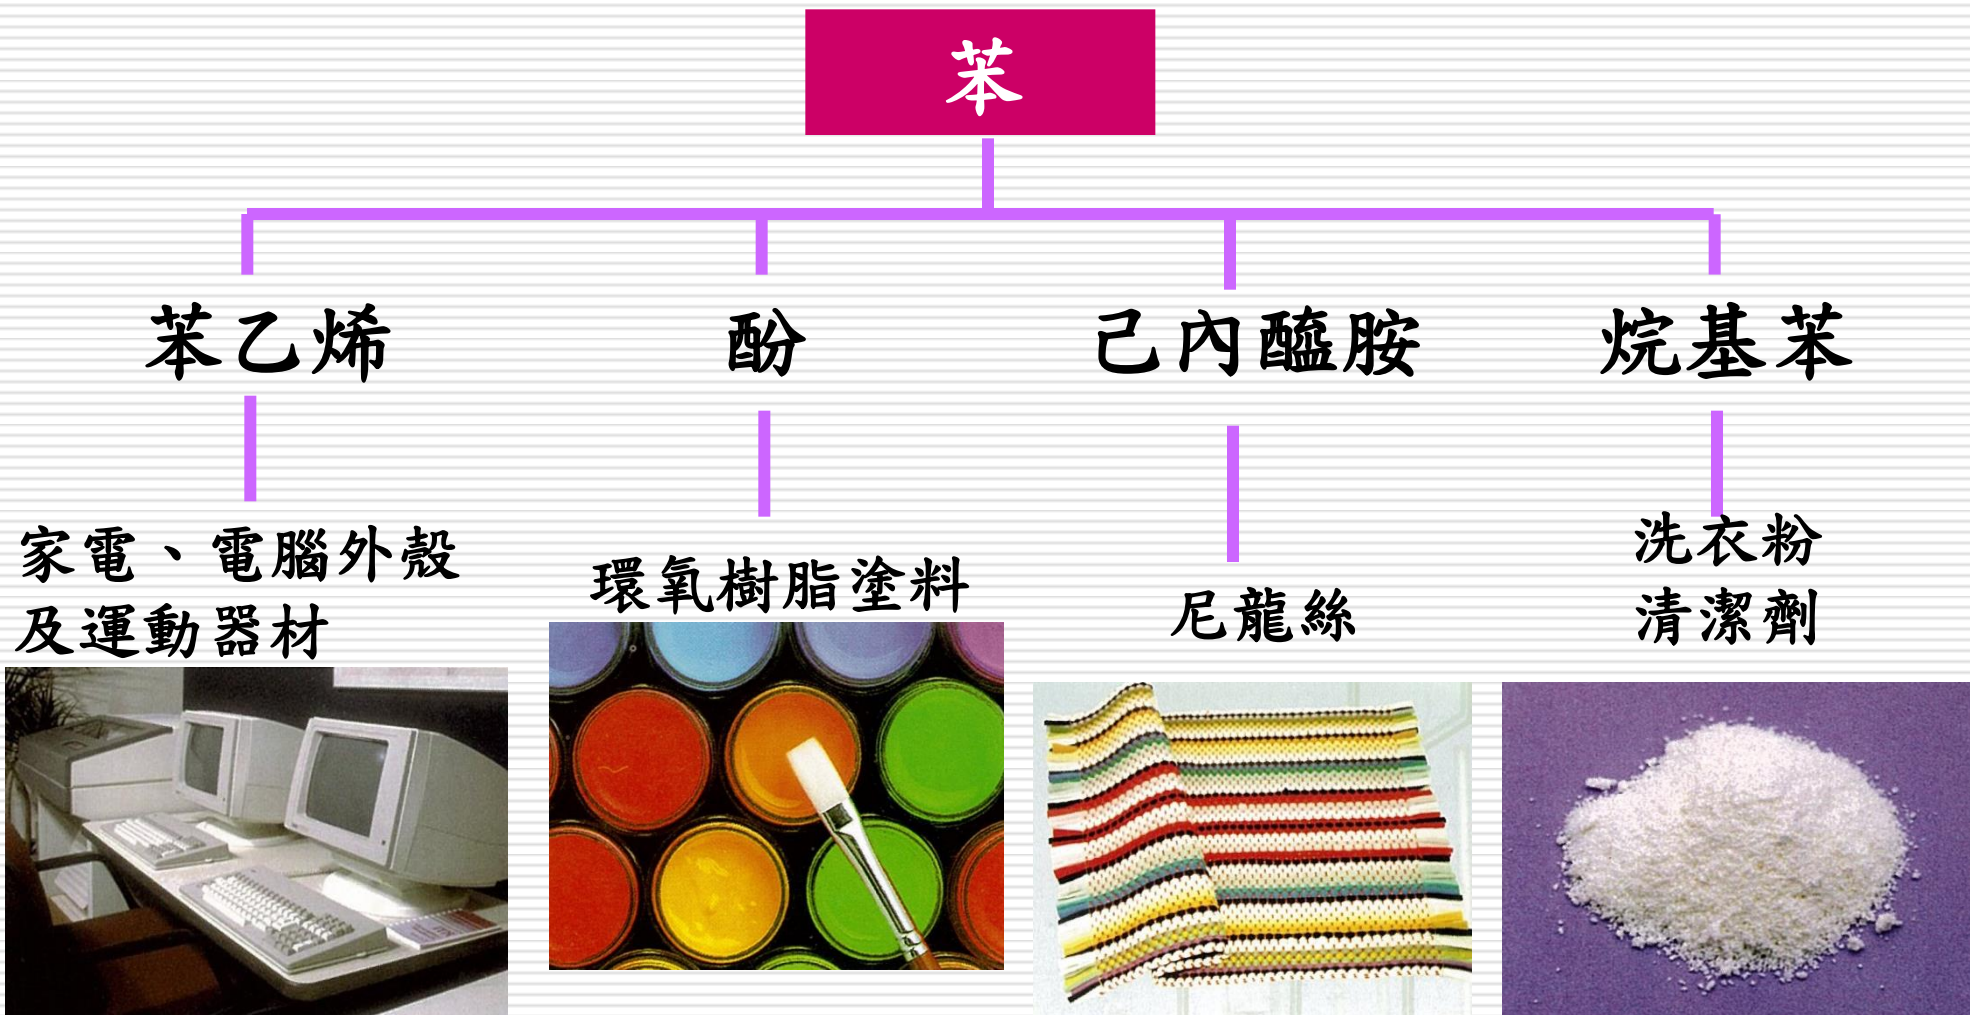 苯
苯乙烯
酚
己內醯胺
烷基苯
家電、電腦外殼
及運動器材
環氧樹脂塗料
尼龍絲
洗衣粉
清潔劑